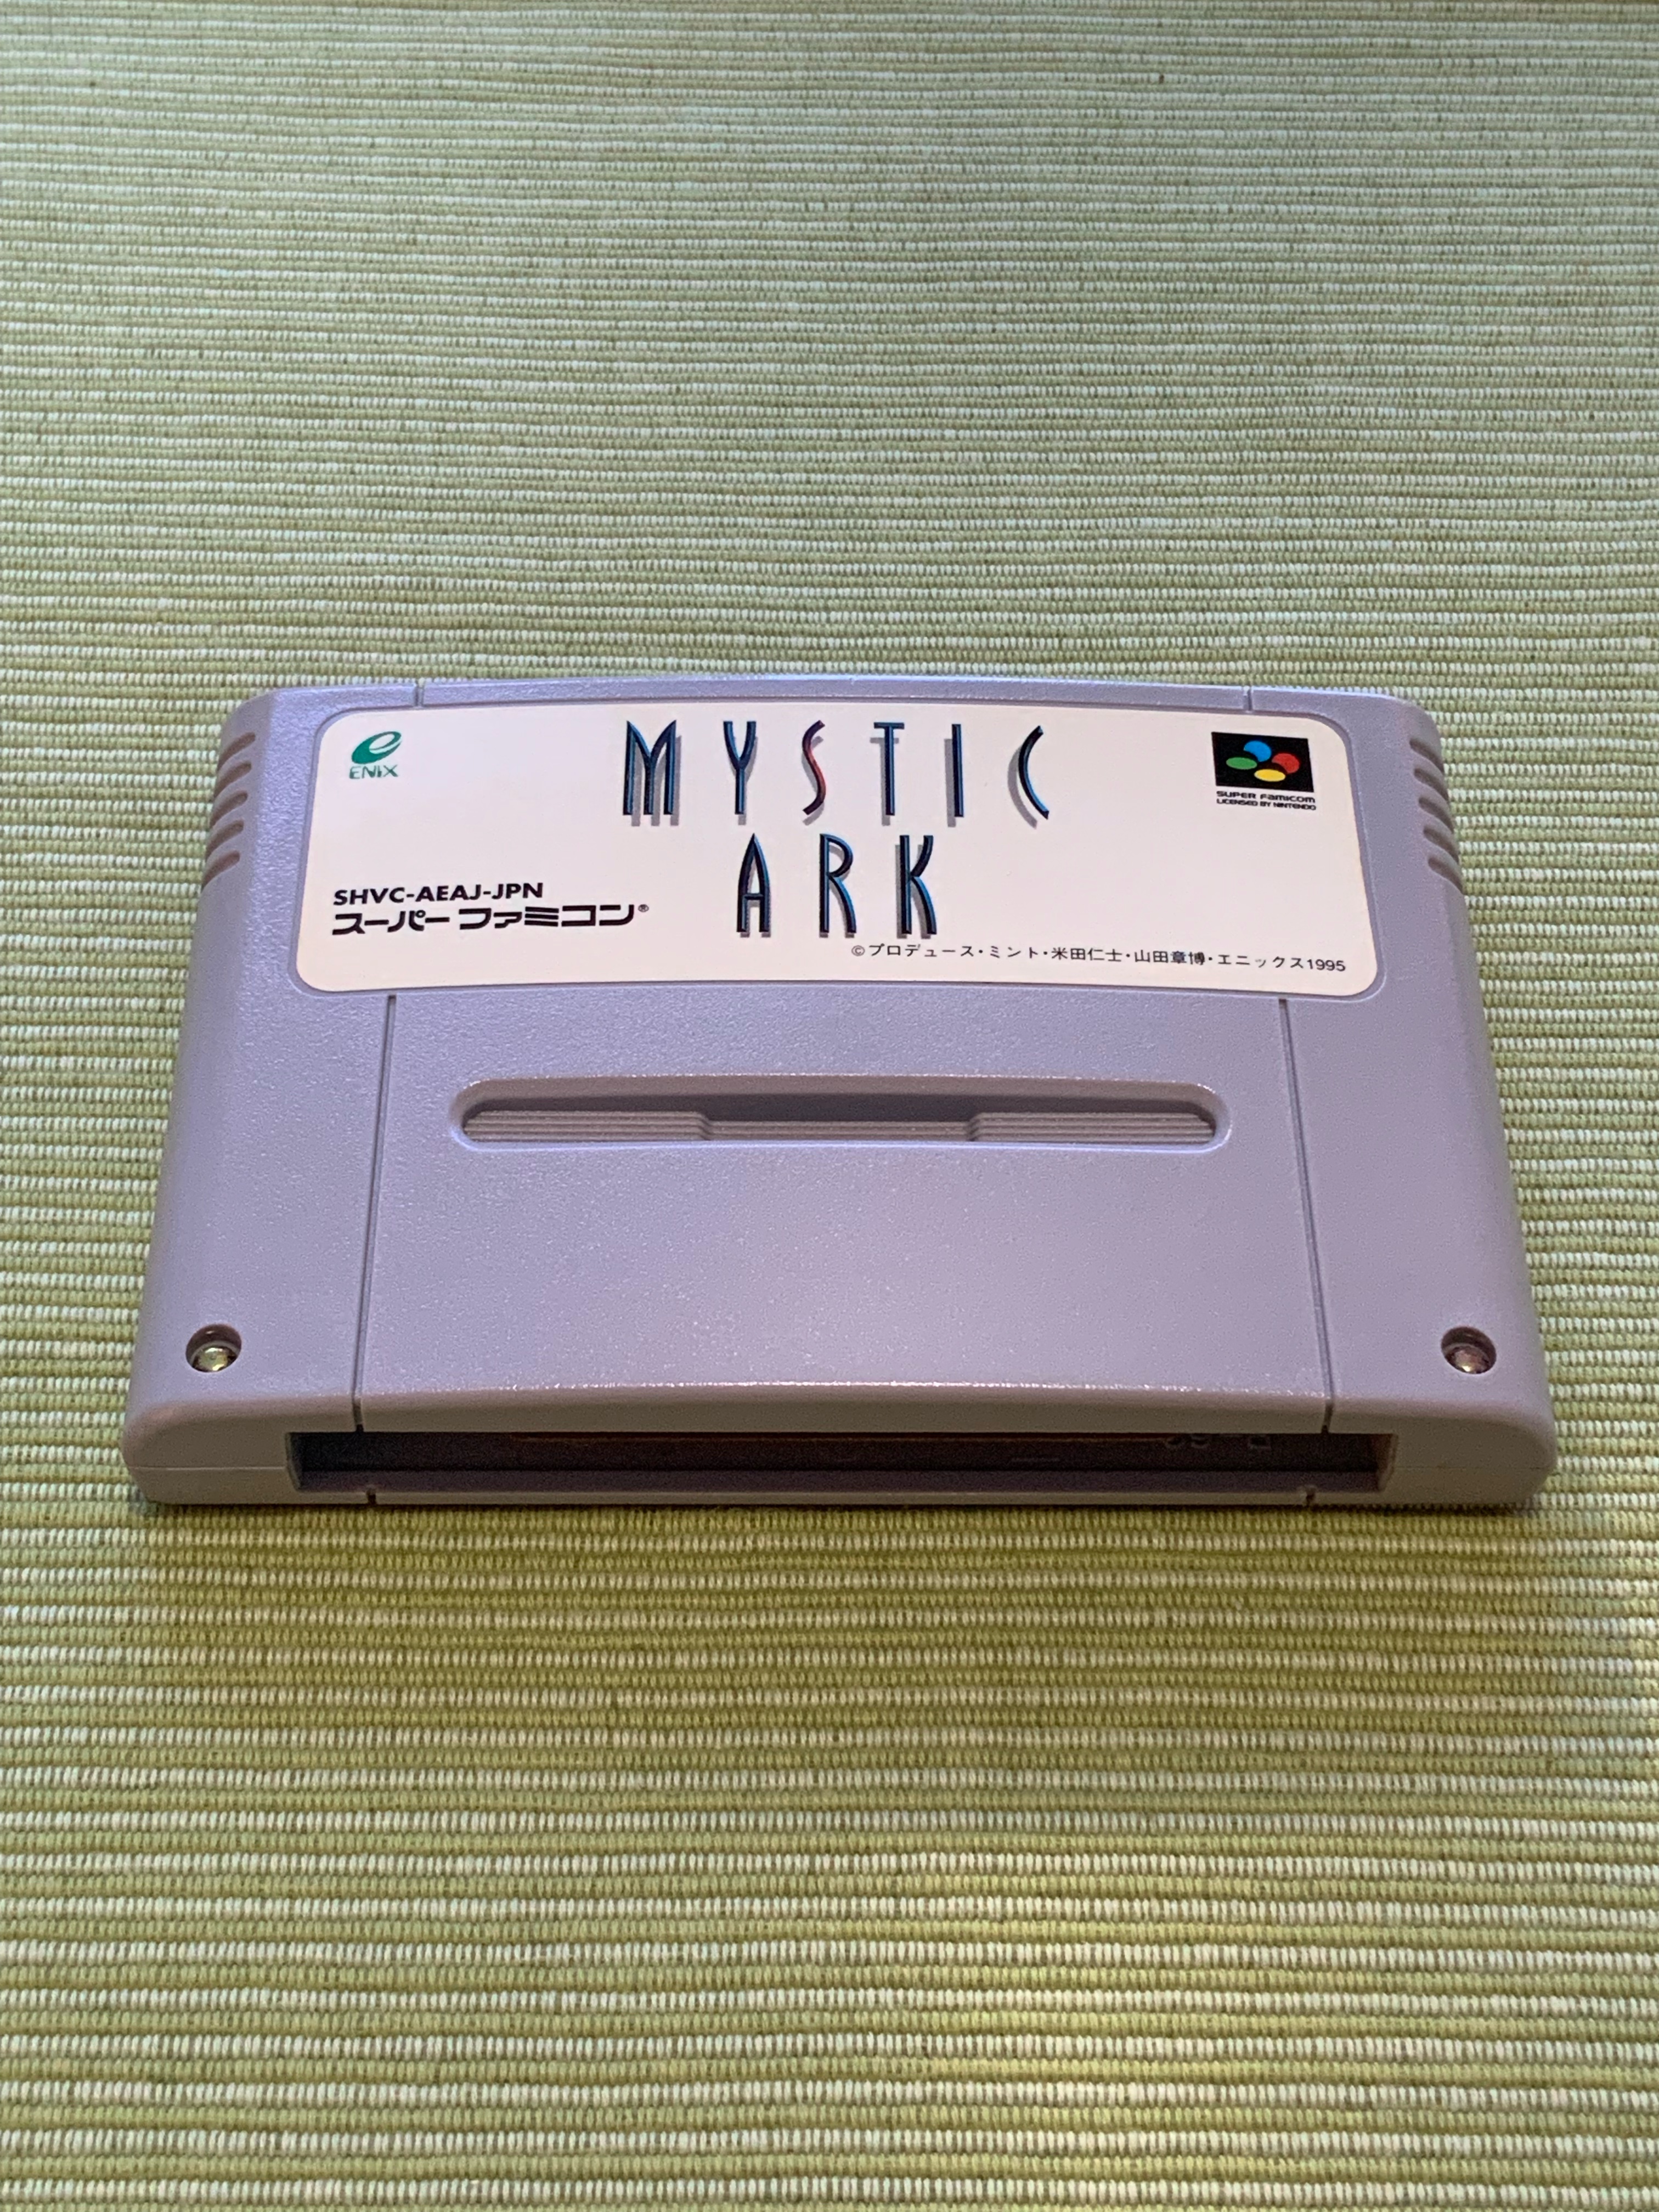 ENIX
MYSTIC
ARK
SUPER FAMICOM
LICENSED BY NINTENDO
SHVC-AEAJ-JPN
スーパーファミコン®
©プロデュース・ミント・米田仁士・山田章博・エニックス1995